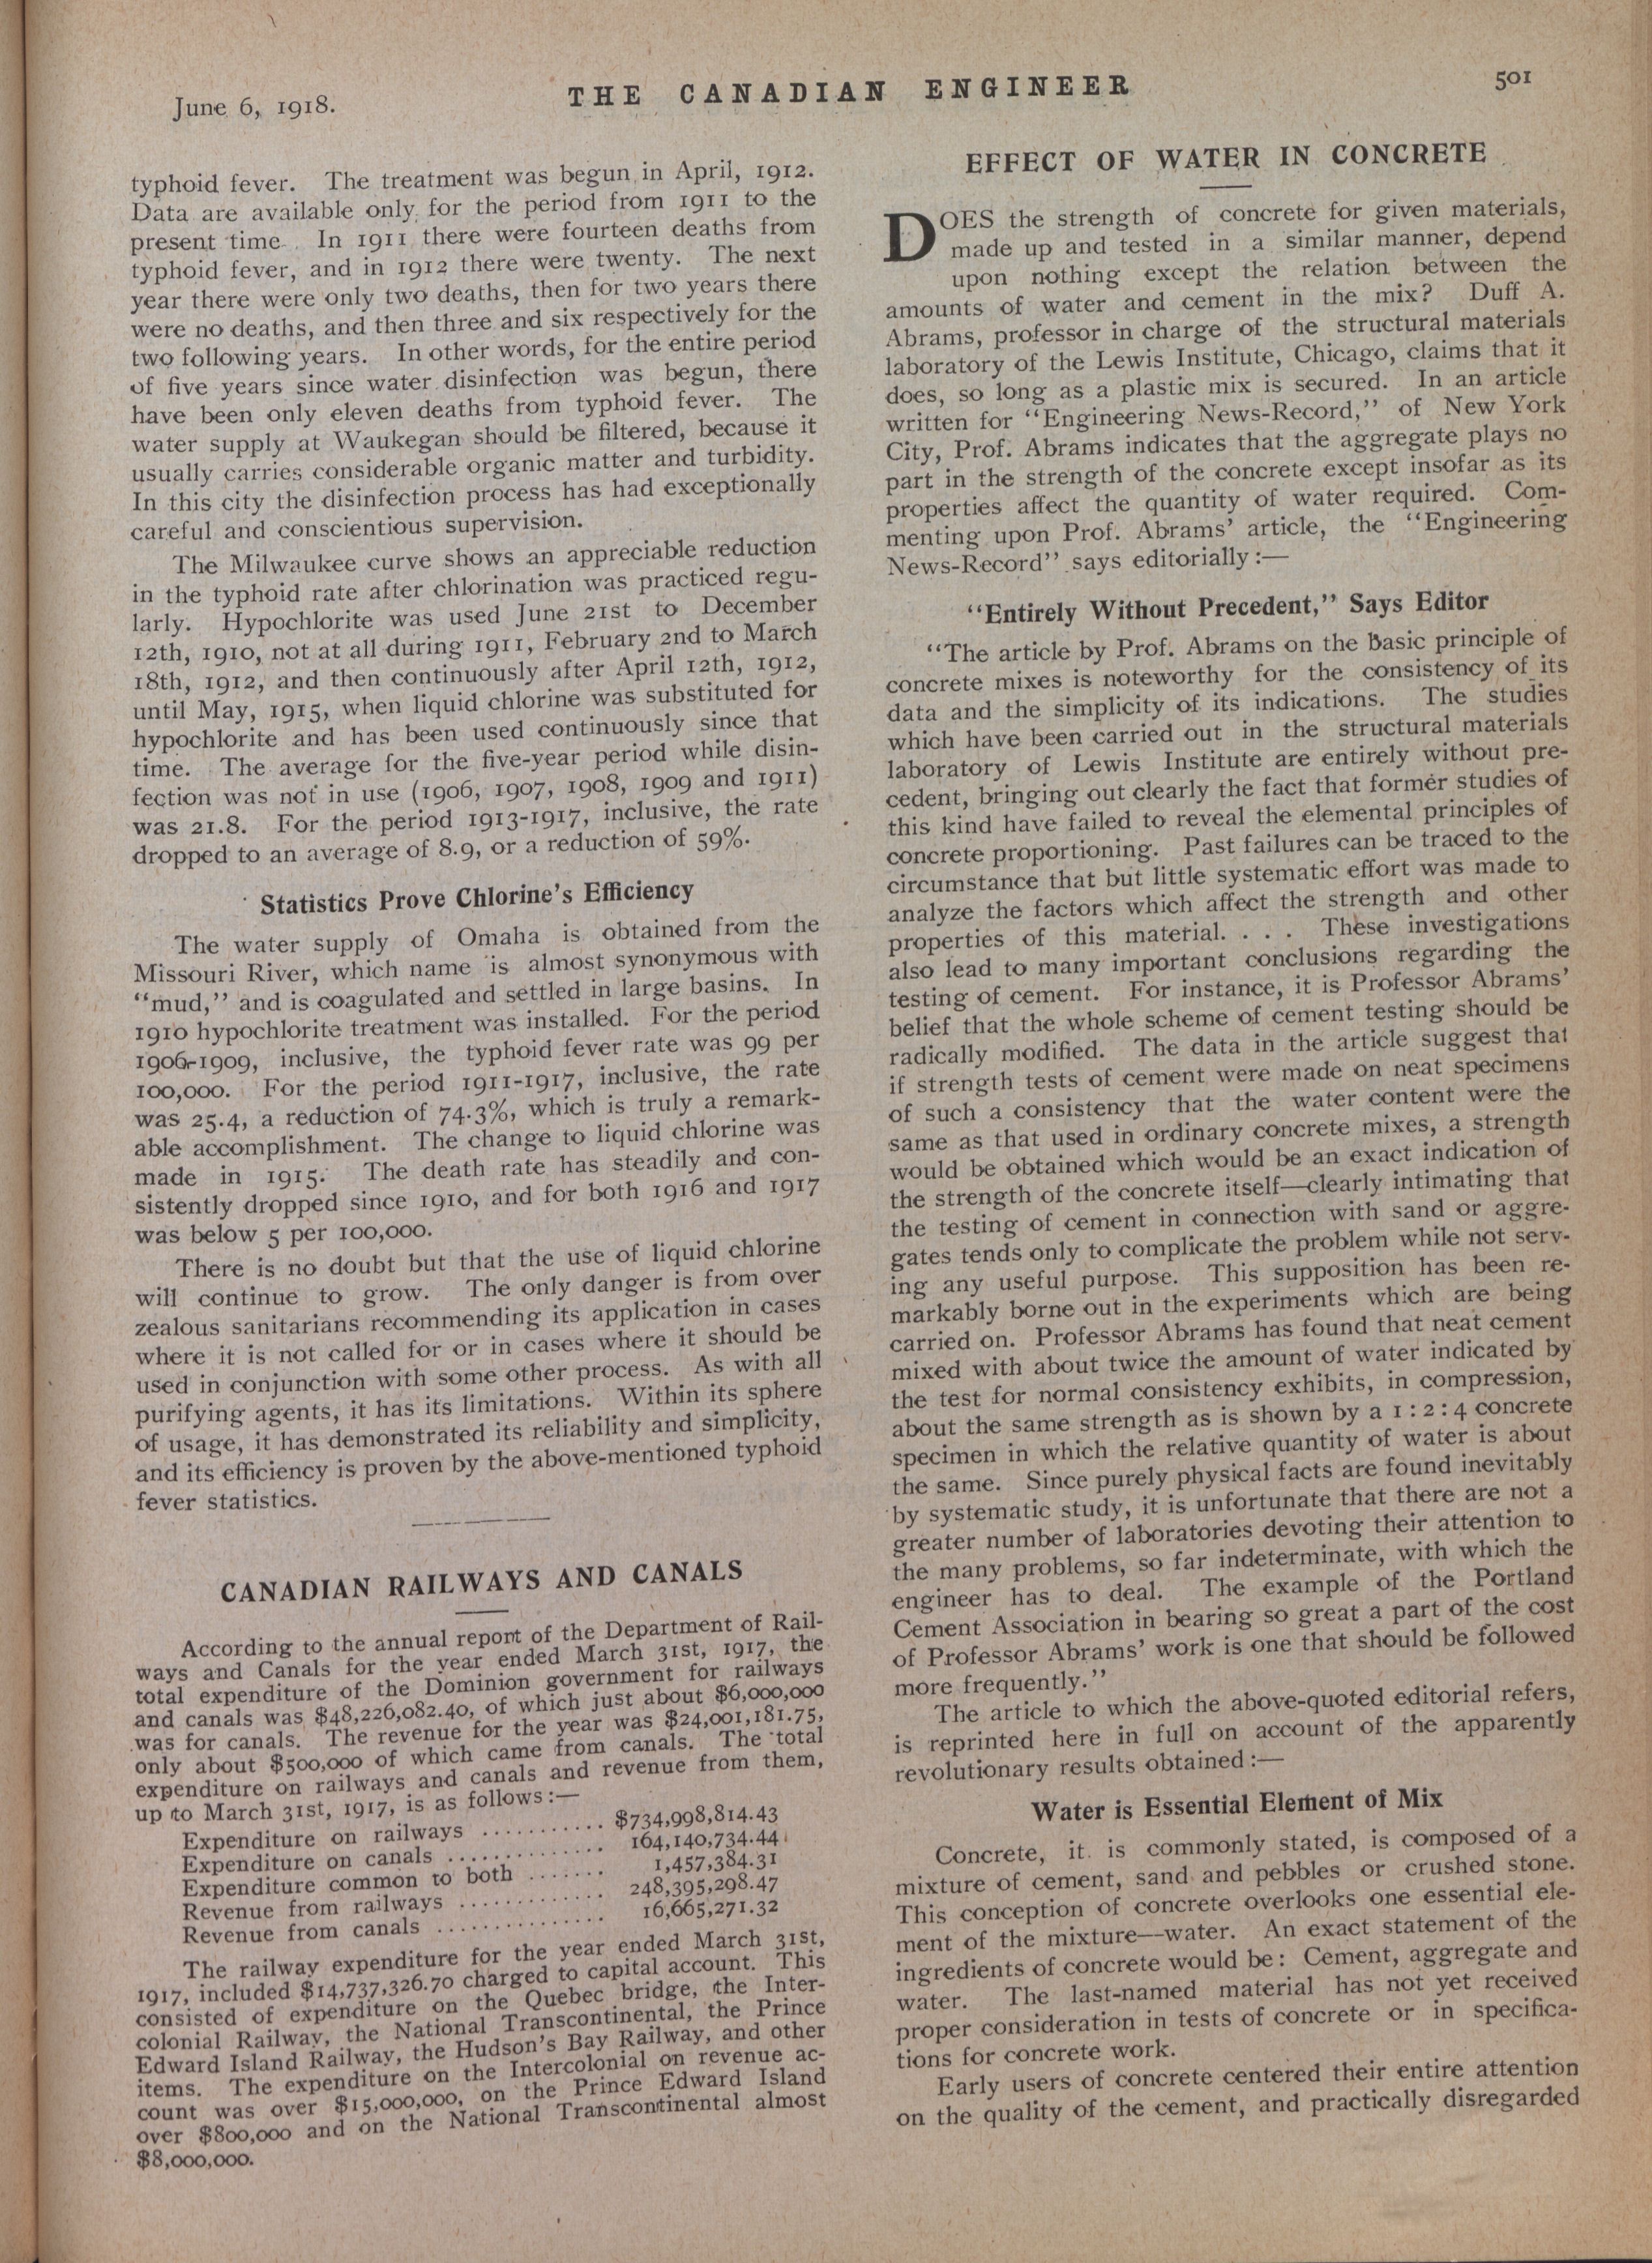 June 6, 1918.
THE CANADIAN ENGINEER
501
typhoid fever. The treatment was begun in April, 1912.
Data are available only for the period from 1911 to the
present time. In 1911 there were fourteen deaths from
typhoid fever, and in 1912 there were twenty. The next
year there were only two deaths, then for two years there
were no deaths, and then three and six respectively for the
two following years. In other words, for the entire period
of five years since water disinfection was begun, there
have been only eleven deaths from typhoid fever. The
water supply at Waukegan should be filtered, because it
usually carries considerable organic matter and turbidity.
In this city the disinfection process has had exceptionally
careful and conscientious supervision.
The Milwaukee curve shows an appreciable reduction
in the typhoid rate after chlorination was practiced regu-
larly. Hypochlorite was used June 21st to December
12th, 1910, not at all during 1911, February 2nd to March
18th, 1912, and then continuously after April 12th, 1912,
until May, 1915, when liquid chlorine was substituted for
hypochlorite and has been used continuously since that
time. The average for the five-year period while disin-
fection was not in use (1906, 1907, 1908, 1909 and 1911)
was 21.8. For the period 1913-1917, inclusive, the rate
dropped to an average of 8.9, or a reduction of 59%.
Statistics Prove Chlorine's Efficiency
The water supply of Omaha is obtained from the
Missouri River, which name is almost synonymous with
"mud," and is coagulated and settled in large basins. In
1910 hypochlorite treatment was installed. For the period
1906-1909, inclusive, the typhoid fever rate was 99 per
100,000. For the period 1911-1917, inclusive, the rate
was 25.4, a reduction of 74.3%, which is truly a remark-
able accomplishment. The change to liquid chlorine was
made in 1915. The death rate has steadily and con-
sistently dropped since 1910, and for both 1916 and 1917
was below 5 per 100,000.
There is no doubt but that the use of liquid chlorine
will continue to grow. The only danger is from over
zealous sanitarians recommending its application in cases
where it is not called for or in cases where it should be
used in conjunction with some other process. As with all
purifying agents, it has its limitations. Within its sphere
of usage, it has demonstrated its reliability and simplicity,
and its efficiency is proven by the above-mentioned typhoid
fever statistics.
CANADIAN RAILWAYS AND CANALS
According to the annual report of the Department of Rail-
ways and Canals for the year ended March 31st, 1917, the
total expenditure of the Dominion government for railways
and canals was $48,226,082.40, of which just about $6,000,000
was for canals. The revenue for the year was $24,001,181.75,
only about $500,000 of which came from canals. The total
expenditure on railways and canals and revenue from them,
up to March 31st, 1917, is as follows:—
Expenditure on railways ........... $734,998,814.43
Expenditure on canals .............. 164,140,734.44
Expenditure common to both ....... 1,457,384.31
Revenue from railways ............. 248,395,298.47
Revenue from canals ............... 16,665,271.32
The railway expenditure for the year ended March 31st,
1917, included $14,737,326.70 charged to capital account. This
consisted of expenditure on the Quebec bridge, the Inter-
colonial Railway, the National Transcontinental, the Prince
Edward Island Railway, the Hudson's Bay Railway, and other
items. The expenditure on the Intercolonial on revenue ac-
count was over $15,000,000, on the Prince Edward Island
over $800,000 and on the National Transcontinental almost
$8,000,000.
EFFECT OF WATER IN CONCRETE
DOES the strength of concrete for given materials,
made up and tested in a similar manner, depend
upon nothing except the relation between the
amounts of water and cement in the mix? Duff A.
Abrams, professor in charge of the structural materials
laboratory of the Lewis Institute, Chicago, claims that it
does, so long as a plastic mix is secured. In an article
written for "Engineering News-Record," of New York
City, Prof. Abrams indicates that the aggregate plays no
part in the strength of the concrete except insofar as its
properties affect the quantity of water required. Com-
menting upon Prof. Abrams' article, the "Engineering
News-Record" says editorially:—
"Entirely Without Precedent," Says Editor
"The article by Prof. Abrams on the basic principle of
concrete mixes is noteworthy for the consistency of its
data and the simplicity of its indications. The studies
which have been carried out in the structural materials
laboratory of Lewis Institute are entirely without pre-
cedent, bringing out clearly the fact that former studies of
this kind have failed to reveal the elemental principles of
concrete proportioning. Past failures can be traced to the
circumstance that but little systematic effort was made to
analyze the factors which affect the strength and other
properties of this material. . . . These investigations
also lead to many important conclusions regarding the
testing of cement. For instance, it is Professor Abrams'
belief that the whole scheme of cement testing should be
radically modified. The data in the article suggest that
if strength tests of cement were made on neat specimens
of such a consistency that the water content were the
same as that used in ordinary concrete mixes, a strength
would be obtained which would be an exact indication of
the strength of the concrete itself—clearly intimating that
the testing of cement in connection with sand or aggre-
gates tends only to complicate the problem while not serv-
ing any useful purpose. This supposition has been re-
markably borne out in the experiments which are being
carried on. Professor Abrams has found that neat cement
mixed with about twice the amount of water indicated by
the test for normal consistency exhibits, in compression,
about the same strength as is shown by a 1:2:4 concrete
specimen in which the relative quantity of water is about
the same. Since purely physical facts are found inevitably
by systematic study, it is unfortunate that there are not a
greater number of laboratories devoting their attention to
the many problems, so far indeterminate, with which the
engineer has to deal. The example of the Portland
Cement Association in bearing so great a part of the cost
of Professor Abrams' work is one that should be followed
more frequently."
The article to which the above-quoted editorial refers,
is reprinted here in full on account of the apparently
revolutionary results obtained:—
Water is Essential Element of Mix
Concrete, it is commonly stated, is composed of a
mixture of cement, sand and pebbles or crushed stone.
This conception of concrete overlooks one essential ele-
ment of the mixture—water. An exact statement of the
ingredients of concrete would be: Cement, aggregate and
water. The last-named material has not yet received
proper consideration in tests of concrete or in specifica-
tions for concrete work.
Early users of concrete centered their entire attention
on the quality of the cement, and practically disregarded